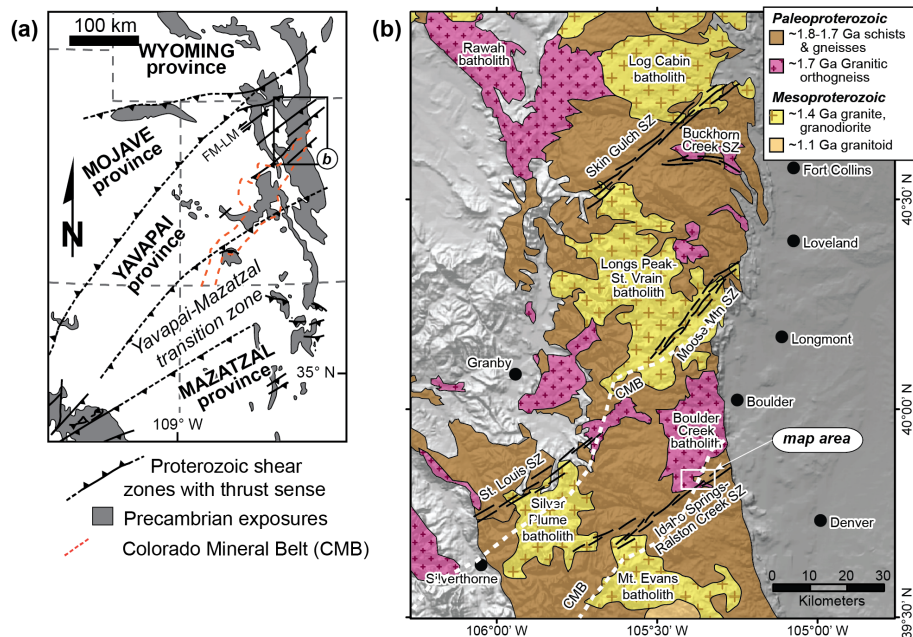 (a)
100 km
WYOMING
province
MOJAVE
province
FM-LM
b
N
YAVAPAI
province
Yavapai-Mazatzal
transition zone
MAZATZAL
province
35° N
109° W
Proterozoic shear
zones with thrust sense
Precambrian exposures
Colorado Mineral Belt (CMB)
(b)
Paleoproterozoic
~1.8-1.7 Ga schists
& gneisses
~1.7 Ga Granitic
orthogneiss
Mesoproterozoic
~1.4 Ga granite,
granodiorite
~1.1 Ga granitoid
Rawah
batholith
Log Cabin
batholith
Skin Gulch SZ
Buckhorn
Creek SZ
Fort Collins
40°30' N
Loveland
Longs Peak-
St. Vrain
batholith
Moose Mtn SZ
Longmont
Granby
CMB
Boulder
40°00' N
Boulder
Creek
batholith
map area
St. Louis SZ
Silver
Plume
batholith
Idaho Springs-
Ralston Creek SZ
Denver
Silverthorne
CMB
Mt. Evans
batholith
0 10 20 30
Kilometers
39°30' N
106°00' W
105°30' W
105°00' W